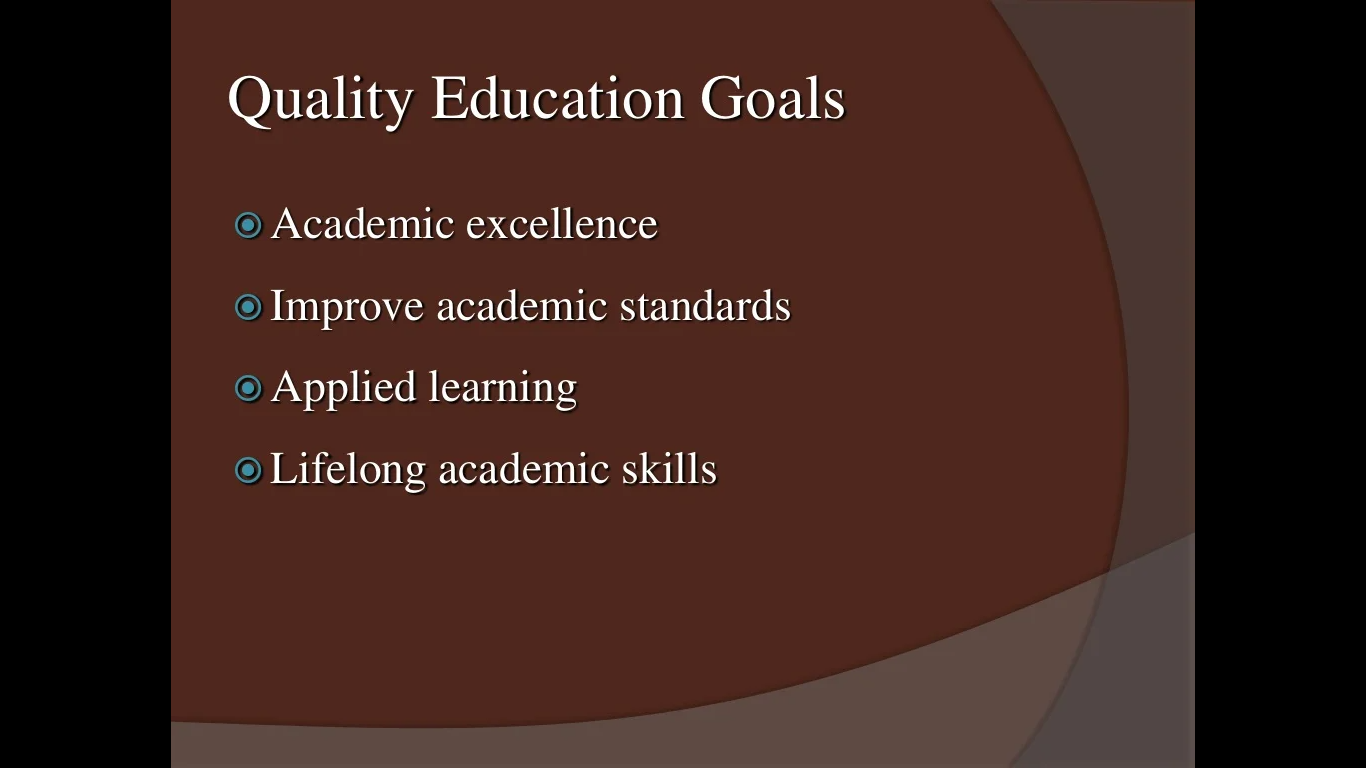 Quality Education Goals
Academic excellence
Improve academic standards
Applied learning
Lifelong academic skills